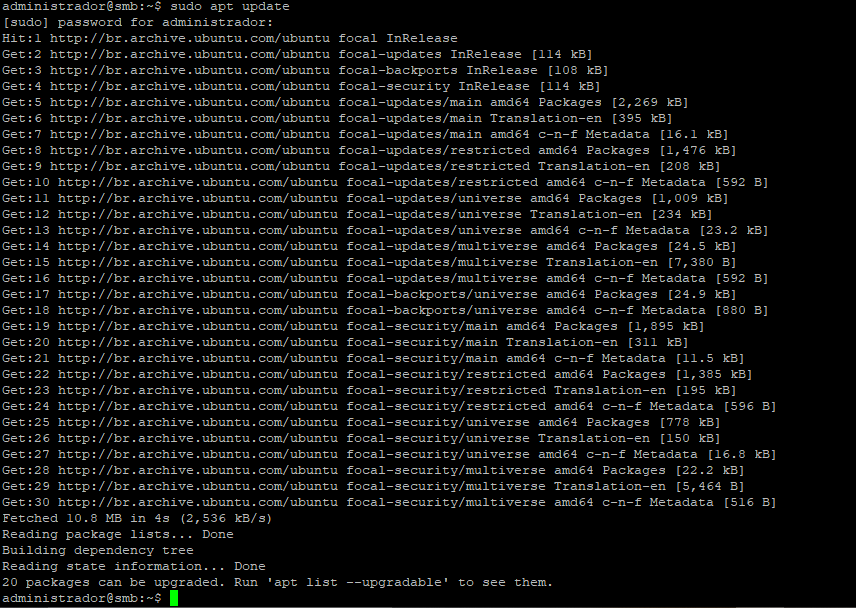 administrador@smb:~$ sudo apt update
[sudo] password for administrador:
Hit:1 http://br.archive.ubuntu.com/ubuntu focal InRelease
Get:2 http://br.archive.ubuntu.com/ubuntu focal-updates InRelease [114 kB]
Get:3 http://br.archive.ubuntu.com/ubuntu focal-backports InRelease [108 kB]
Get:4 http://br.archive.ubuntu.com/ubuntu focal-security InRelease [114 kB]
Get:5 http://br.archive.ubuntu.com/ubuntu focal-updates/main amd64 Packages [2,269 kB]
Get:6 http://br.archive.ubuntu.com/ubuntu focal-updates/main Translation-en [395 kB]
Get:7 http://br.archive.ubuntu.com/ubuntu focal-updates/main amd64 c-n-f Metadata [16.1 kB]
Get:8 http://br.archive.ubuntu.com/ubuntu focal-updates/restricted amd64 Packages [1,476 kB]
Get:9 http://br.archive.ubuntu.com/ubuntu focal-updates/restricted Translation-en [208 kB]
Get:10 http://br.archive.ubuntu.com/ubuntu focal-updates/restricted amd64 c-n-f Metadata [592 B]
Get:11 http://br.archive.ubuntu.com/ubuntu focal-updates/universe amd64 Packages [1,009 kB]
Get:12 http://br.archive.ubuntu.com/ubuntu focal-updates/universe Translation-en [234 kB]
Get:13 http://br.archive.ubuntu.com/ubuntu focal-updates/universe amd64 c-n-f Metadata [23.2 kB]
Get:14 http://br.archive.ubuntu.com/ubuntu focal-updates/multiverse amd64 Packages [24.5 kB]
Get:15 http://br.archive.ubuntu.com/ubuntu focal-updates/multiverse Translation-en [7,380 B]
Get:16 http://br.archive.ubuntu.com/ubuntu focal-updates/multiverse amd64 c-n-f Metadata [592 B]
Get:17 http://br.archive.ubuntu.com/ubuntu focal-backports/universe amd64 Packages [24.9 kB]
Get:18 http://br.archive.ubuntu.com/ubuntu focal-backports/universe amd64 c-n-f Metadata [880 B]
Get:19 http://br.archive.ubuntu.com/ubuntu focal-security/main amd64 Packages [1,895 kB]
Get:20 http://br.archive.ubuntu.com/ubuntu focal-security/main Translation-en [311 kB]
Get:21 http://br.archive.ubuntu.com/ubuntu focal-security/main amd64 c-n-f Metadata [11.5 kB]
Get:22 http://br.archive.ubuntu.com/ubuntu focal-security/restricted amd64 Packages [1,385 kB]
Get:23 http://br.archive.ubuntu.com/ubuntu focal-security/restricted Translation-en [195 kB]
Get:24 http://br.archive.ubuntu.com/ubuntu focal-security/restricted amd64 c-n-f Metadata [596 B]
Get:25 http://br.archive.ubuntu.com/ubuntu focal-security/universe amd64 Packages [778 kB]
Get:26 http://br.archive.ubuntu.com/ubuntu focal-security/universe Translation-en [150 kB]
Get:27 http://br.archive.ubuntu.com/ubuntu focal-security/universe amd64 c-n-f Metadata [16.8 kB]
Get:28 http://br.archive.ubuntu.com/ubuntu focal-security/multiverse amd64 Packages [22.2 kB]
Get:29 http://br.archive.ubuntu.com/ubuntu focal-security/multiverse Translation-en [5,464 B]
Get:30 http://br.archive.ubuntu.com/ubuntu focal-security/multiverse amd64 c-n-f Metadata [516 B]
Fetched 10.8 MB in 4s (2,536 kB/s)
Reading package lists... Done
Building dependency tree
Reading state information... Done
20 packages can be upgraded. Run 'apt list --upgradable' to see them.
administrador@smb:~$